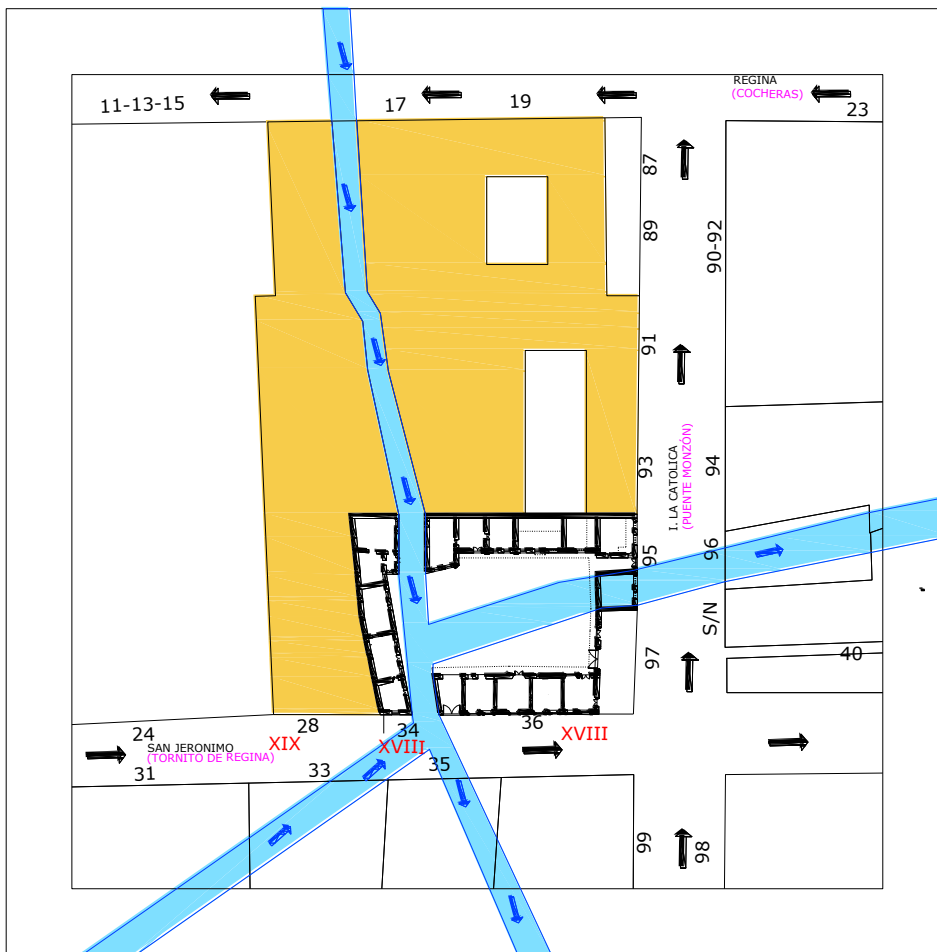 REGINA
(COCHERAS)
11-13-15
17
19
23
87
89
90-92
91
I. LA CATOLICA
(PUENTE MONZÓN)
93
94
95
96
S/N
97
40
24
28
34
36
SAN JERONIMO
(TORNITO DE REGINA)
XIX
XVIII
XVIII
31
33
35
99
98